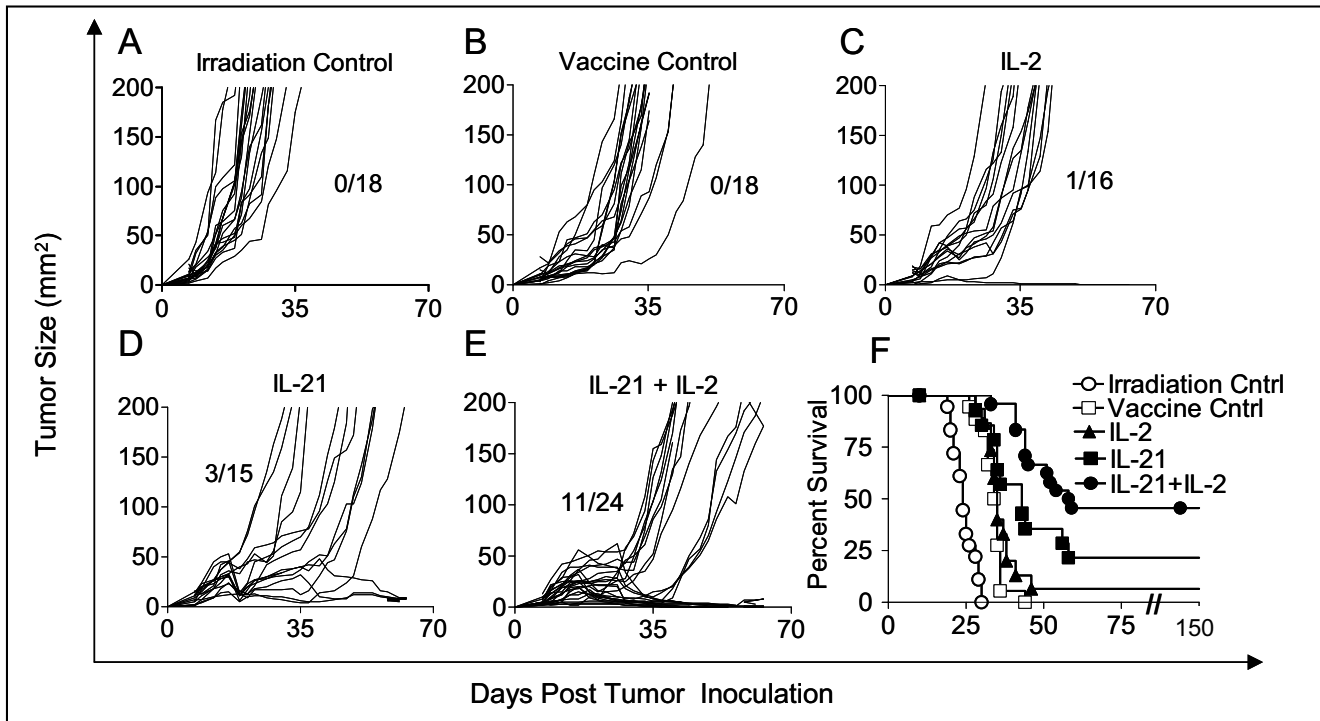 A
Irradiation Control
200
150
100
50
0
0/18
0 35 70
B
Vaccine Control
200
150
100
50
0
0/18
0 35 70
C
IL-2
200
150
100
50
0
1/16
0 35 70
D
IL-21
200
150
100
50
0
3/15
0 35 70
E
IL-21 + IL-2
200
150
100
50
0
11/24
0 35 70
F
Irradiation Cntrl
Vaccine Cntrl
IL-2
IL-21
IL-21+IL-2
Percent Survival
100
75
50
25
0
0 25 50 75 // 150
Tumor Size (mm²)
Days Post Tumor Inoculation